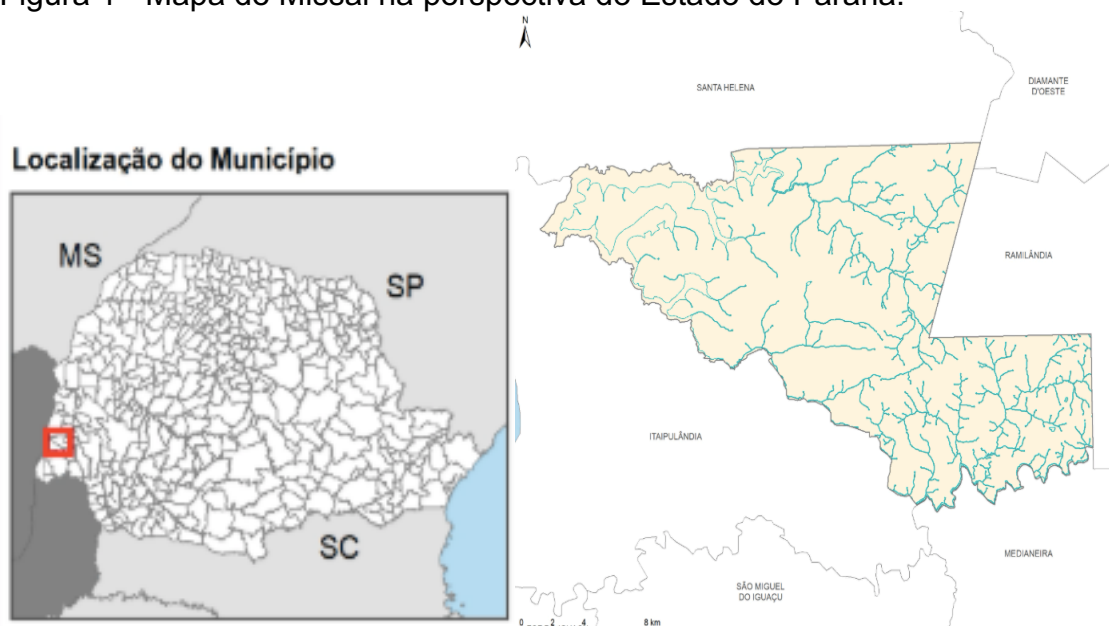 Figura 1 - Mapa de Missal na perspectiva do Estado do Paraná.
N
SANTA HELENA
DIAMANTE
D'OESTE
Localização do Município
MS
SP
RAMILÂNDIA
ITAIPULÂNDIA
SC
MEDIANEIRA
SÃO MIGUEL
DO IGUAÇU
0 2 4 8 km